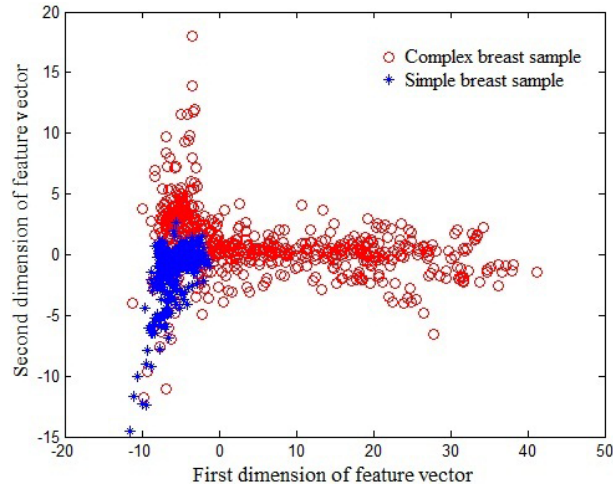 20
15
10
5
0
-5
-10
-15
Second dimension of feature vector
Complex breast sample
Simple breast sample
-20 -10 0 10 20 30 40 50
First dimension of feature vector